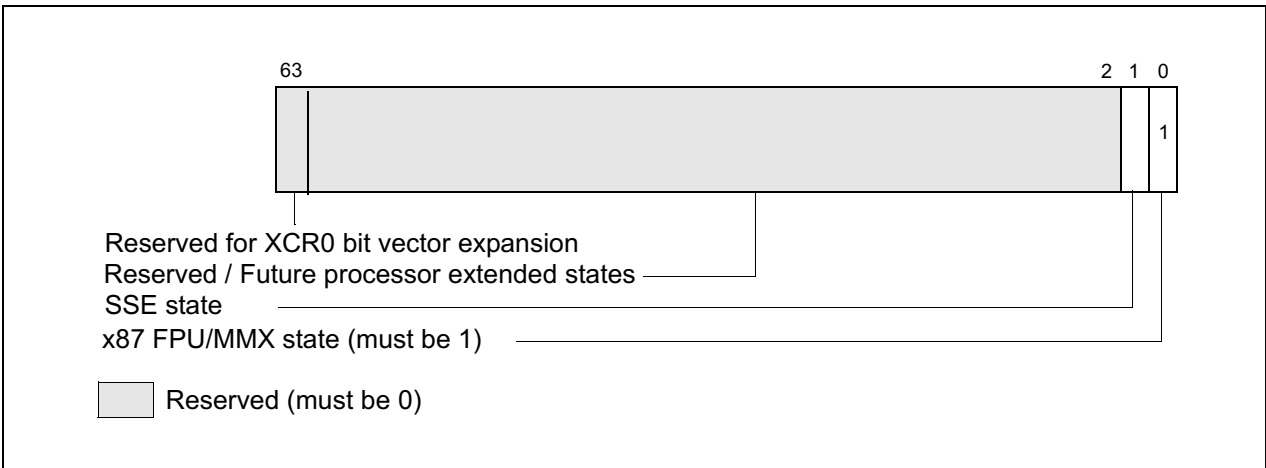 63 2 1 0
1
Reserved for XCR0 bit vector expansion
Reserved / Future processor extended states
SSE state
x87 FPU/MMX state (must be 1)
Reserved (must be 0)